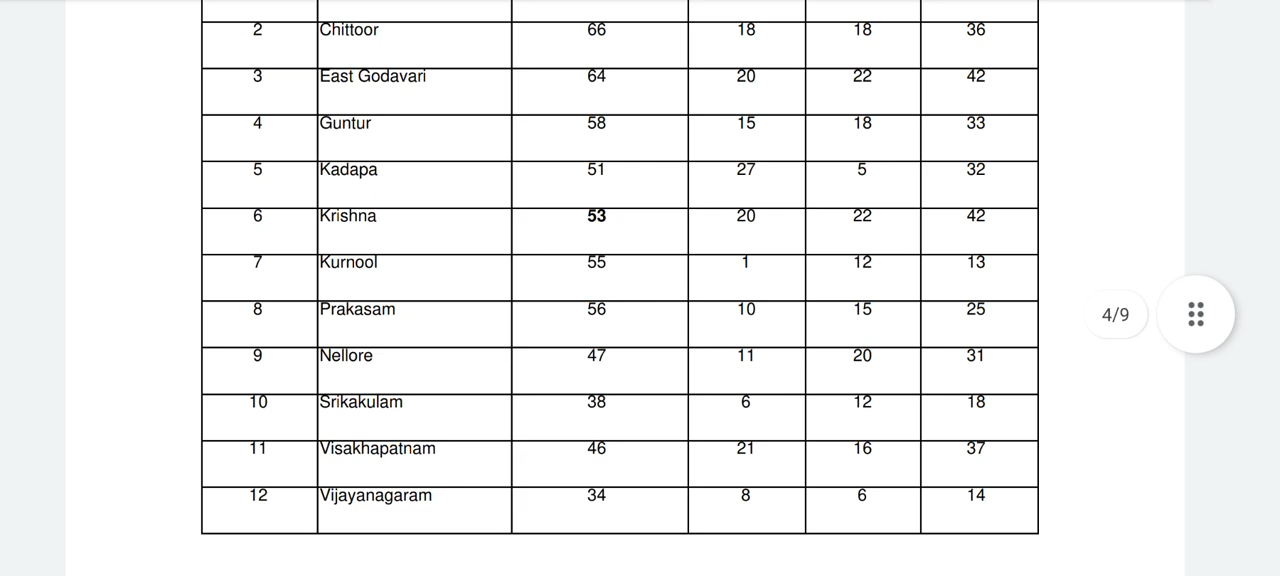 2 Chittoor 66 18 18 36
3 East Godavari 64 20 22 42
4 Guntur 58 15 18 33
5 Kadapa 51 27 5 32
6 Krishna 53 20 22 42
7 Kurnool 55 1 12 13
8 Prakasam 56 10 15 25
9 Nellore 47 11 20 31
10 Srikakulam 38 6 12 18
11 Visakhapatnam 46 21 16 37
12 Vijayanagaram 34 8 6 14
4/9